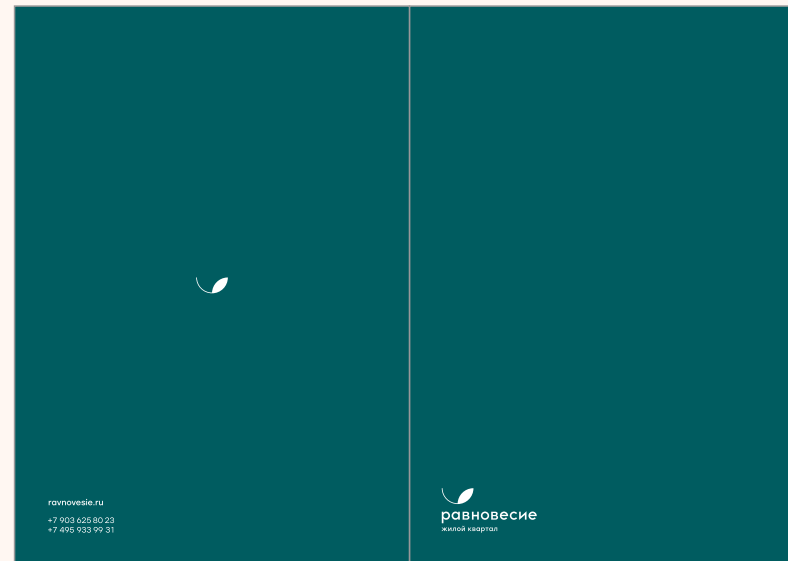 ravnovesie.ru
+7 903 625 80 23
+7 495 933 99 31
равновесие
жилой квартал